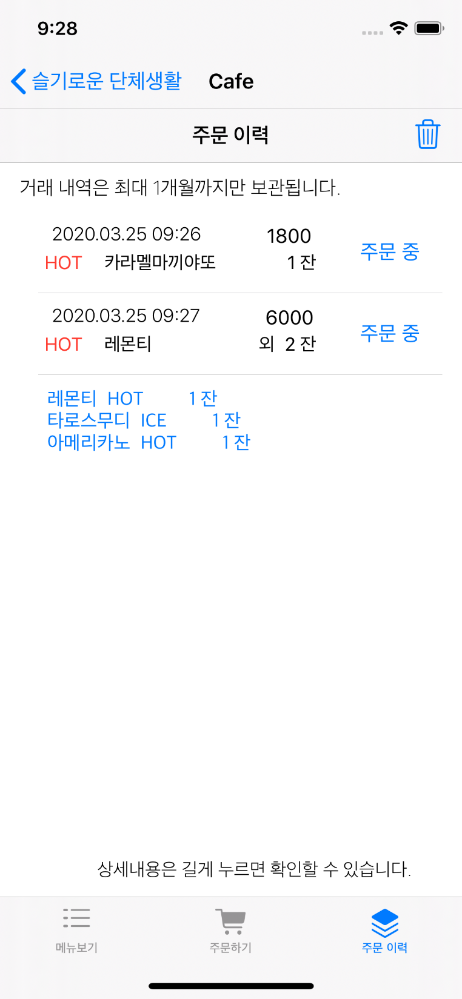 9:28
슬기로운 단체생활 Cafe
주문 이력
거래 내역은 최대 1개월까지만 보관됩니다.
2020.03.25 09:26 1800
HOT 카라멜마끼야또 1 잔 주문 중
2020.03.25 09:27 6000
HOT 레몬티 외 2 잔 주문 중
레몬티 HOT 1 잔
타로스무디 ICE 1 잔
아메리카노 HOT 1 잔
상세내용은 길게 누르면 확인할 수 있습니다.
메뉴보기 주문하기 주문 이력